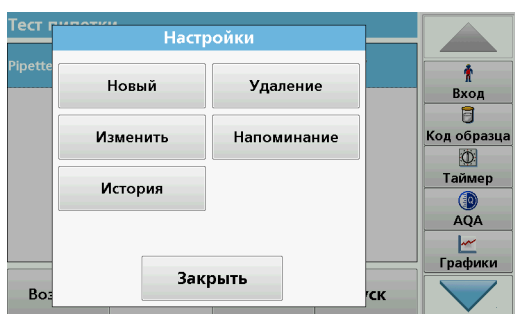 Тест пипетки
Настройки
Pipette
Новый
Удаление
Изменить
Напоминание
История
Закрыть
Вход
Код образца
Таймер
AQA
Графики